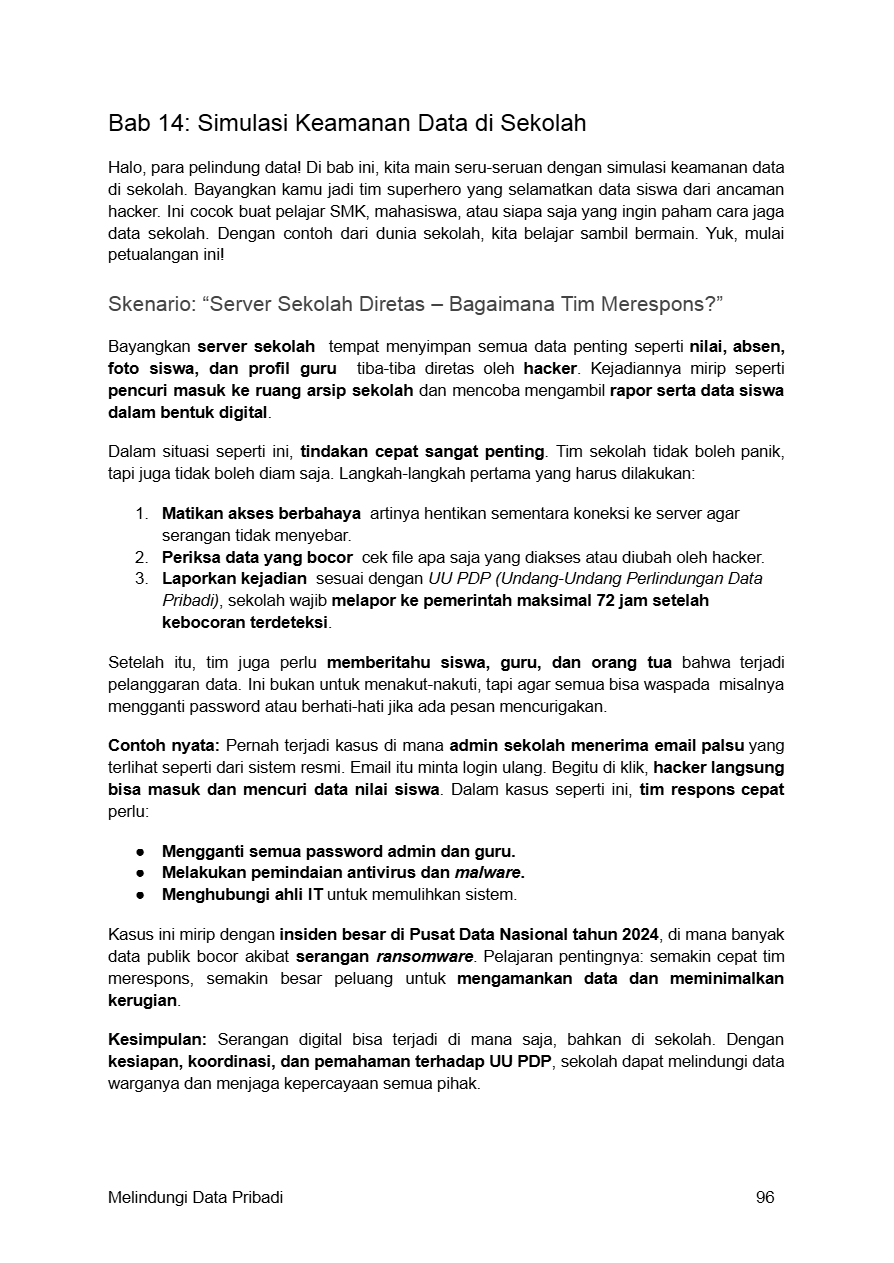 Bab 14: Simulasi Keamanan Data di Sekolah
Halo, para pelindung data! Di bab ini, kita main seru-seruan dengan simulasi keamanan data
di sekolah. Bayangkan kamu jadi tim superhero yang selamatkan data siswa dari ancaman
hacker. Ini cocok buat pelajar SMK, mahasiswa, atau siapa saja yang ingin paham cara jaga
data sekolah. Dengan contoh dari dunia sekolah, kita belajar sambil bermain. Yuk, mulai
petualangan ini!
Skenario: “Server Sekolah Diretas – Bagaimana Tim Merespons?”
Bayangkan server sekolah  tempat menyimpan semua data penting seperti nilai, absen,
foto siswa, dan profil guru  tiba-tiba diretas oleh hacker. Kejadiannya mirip seperti
pencuri masuk ke ruang arsip sekolah dan mencoba mengambil rapor serta data siswa
dalam bentuk digital.
Dalam situasi seperti ini, tindakan cepat sangat penting. Tim sekolah tidak boleh panik,
tapi juga tidak boleh diam saja. Langkah-langkah pertama yang harus dilakukan:
1. Matikan akses berbahaya  artinya hentikan sementara koneksi ke server agar
serangan tidak menyebar.
2. Periksa data yang bocor  cek file apa saja yang diakses atau diubah oleh hacker.
3. Laporkan kejadian  sesuai dengan UU PDP (Undang-Undang Perlindungan Data
Pribadi), sekolah wajib melapor ke pemerintah maksimal 72 jam setelah
kebocoran terdeteksi.
Setelah itu, tim juga perlu memberitahu siswa, guru, dan orang tua bahwa terjadi
pelanggaran data. Ini bukan untuk menakut-nakuti, tapi agar semua bisa waspada  misalnya
mengganti password atau berhati-hati jika ada pesan mencurigakan.
Contoh nyata: Pernah terjadi kasus di mana admin sekolah menerima email palsu yang
terlihat seperti dari sistem resmi. Email itu minta login ulang. Begitu di klik, hacker langsung
bisa masuk dan mencuri data nilai siswa. Dalam kasus seperti ini, tim respons cepat
perlu:
● Mengganti semua password admin dan guru.
● Melakukan pemindaian antivirus dan malware.
● Menghubungi ahli IT untuk memulihkan sistem.
Kasus ini mirip dengan insiden besar di Pusat Data Nasional tahun 2024, di mana banyak
data publik bocor akibat serangan ransomware. Pelajaran pentingnya: semakin cepat tim
merespons, semakin besar peluang untuk mengamankan data dan meminimalkan
kerugian.
Kesimpulan: Serangan digital bisa terjadi di mana saja, bahkan di sekolah. Dengan
kesiapan, koordinasi, dan pemahaman terhadap UU PDP, sekolah dapat melindungi data
warganya dan menjaga kepercayaan semua pihak.
Melindungi Data Pribadi 96